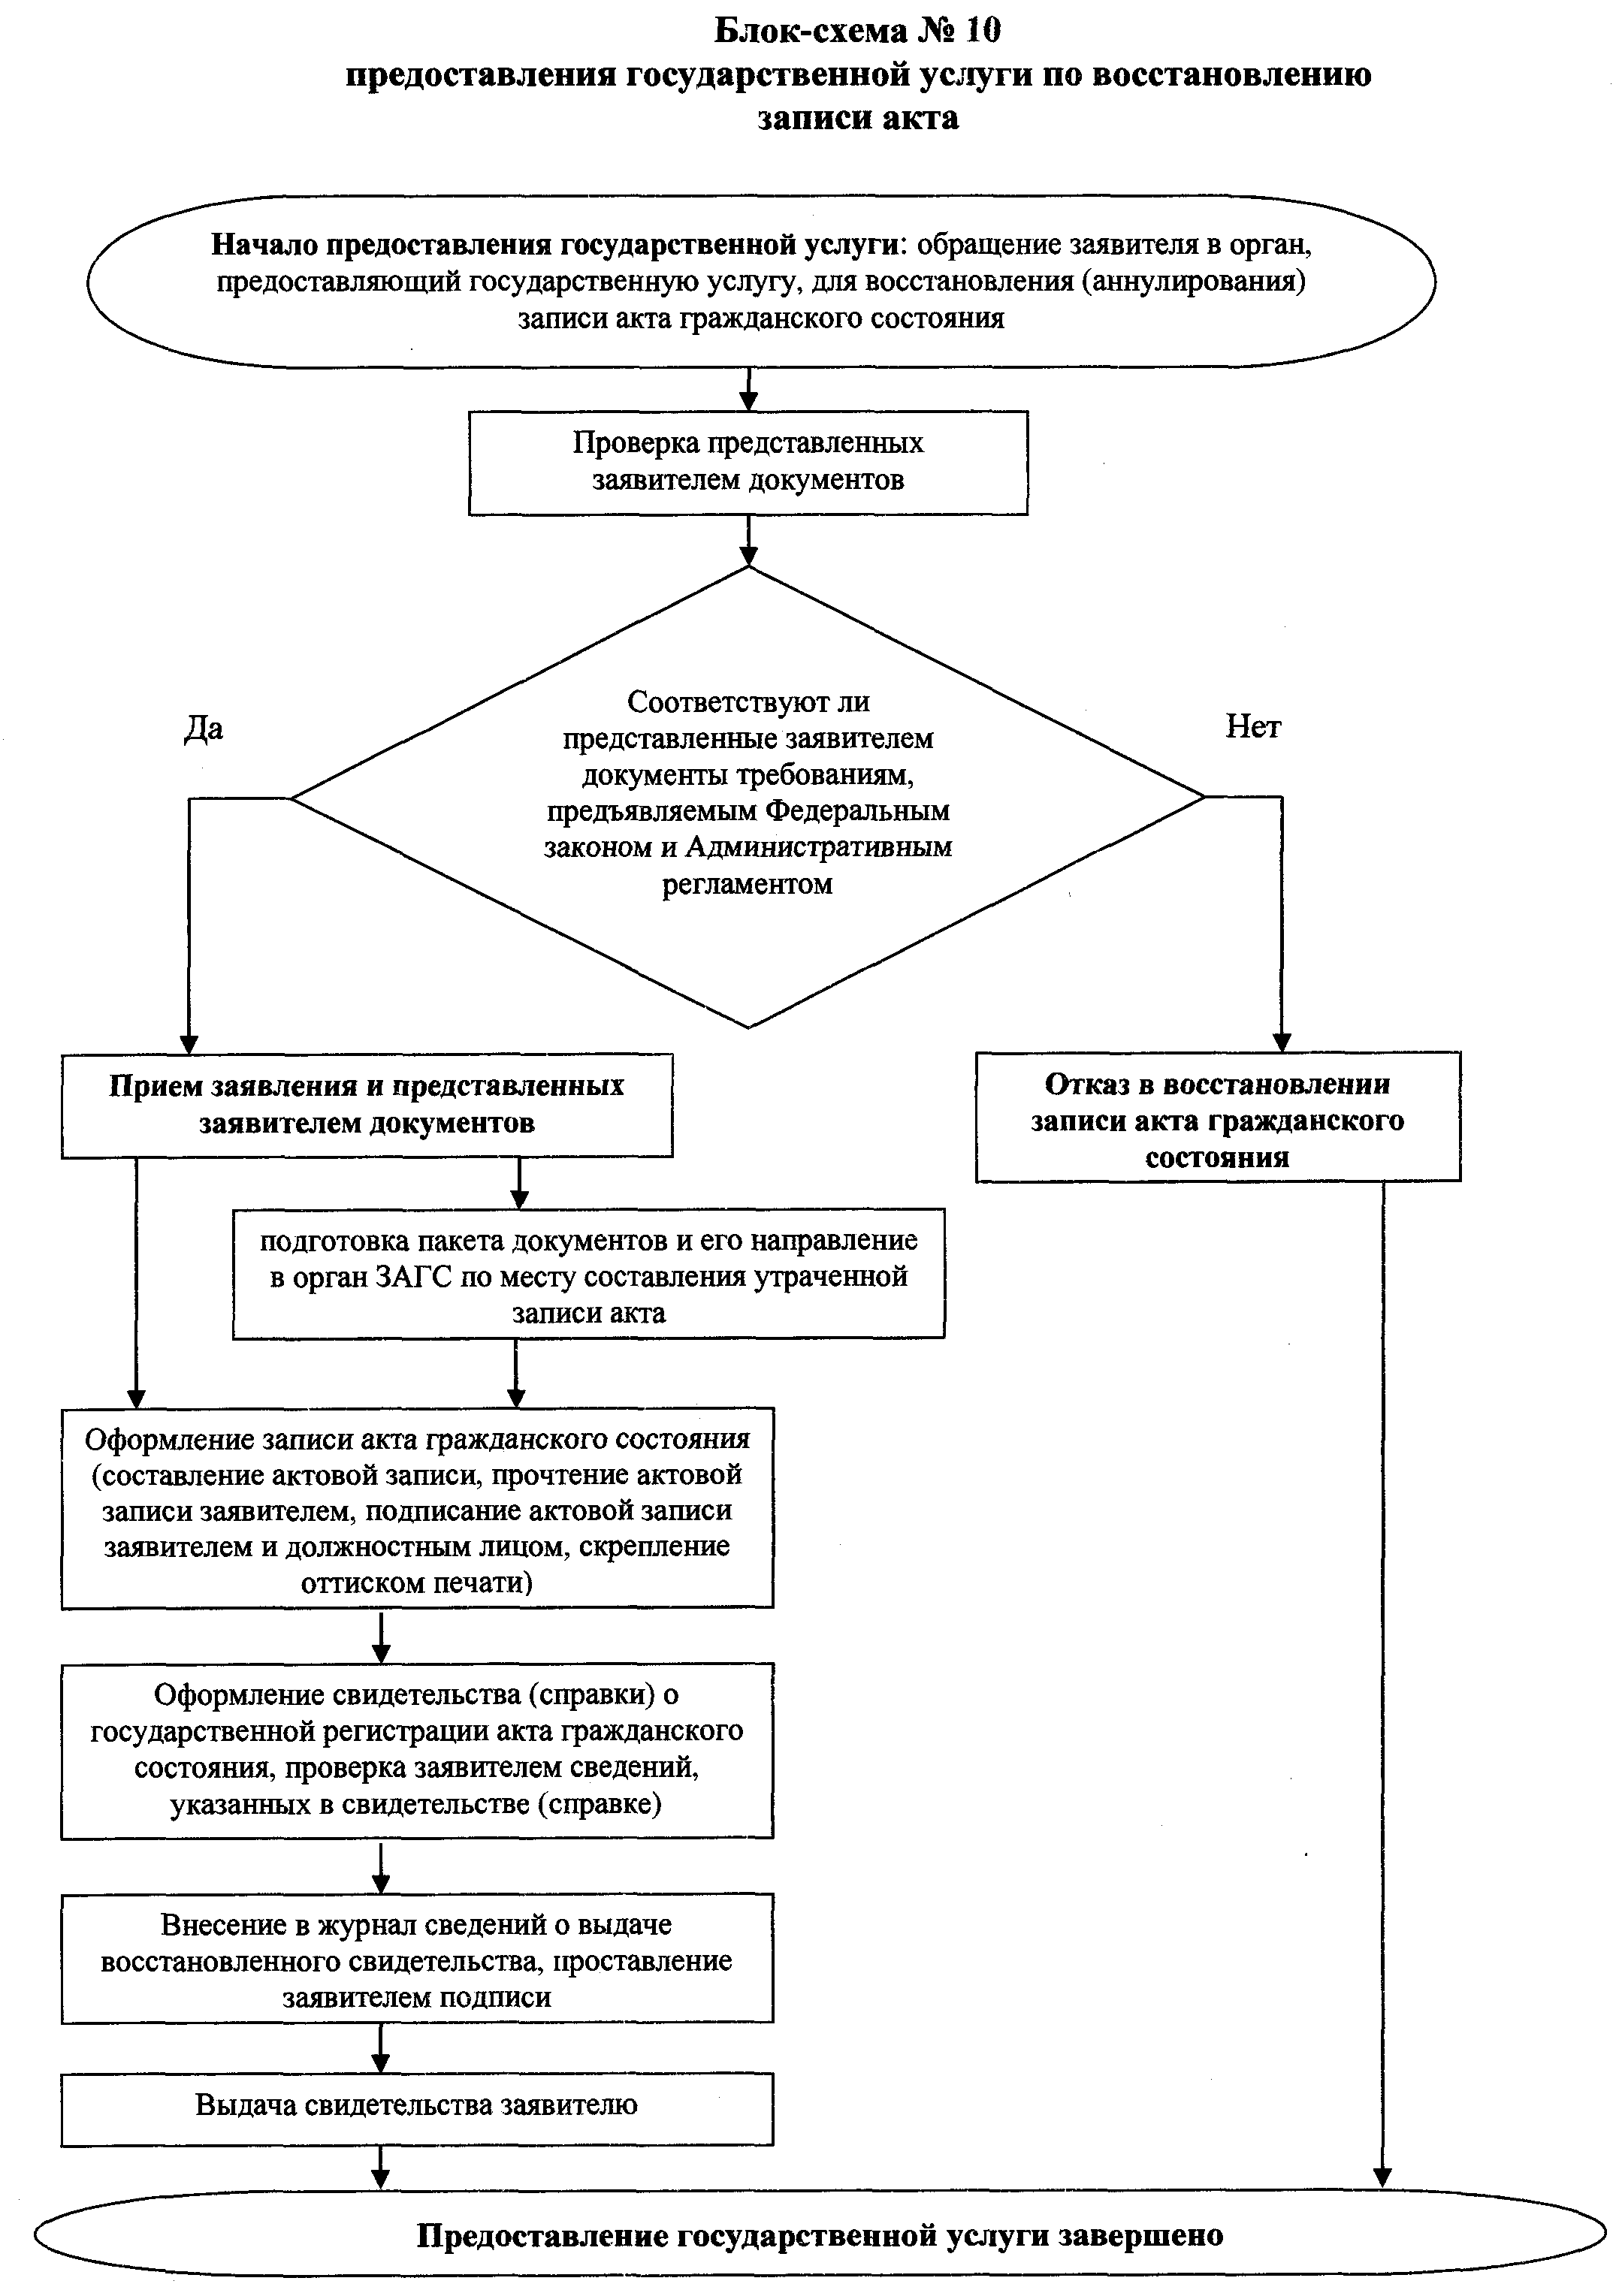 Блок-схема № 10
предоставления государственной услуги по восстановлению
записи акта
Начало предоставления государственной услуги: обращение заявителя в орган,
предоставляющий государственную услугу, для восстановления (аннулирования)
записи акта гражданского состояния
Проверка представленных
заявителем документов
Соответствуют ли
представленные заявителем
документы требованиям,
предъявляемым Федеральным
законом и Административным
регламентом
Да
Нет
Прием заявления и представленных
заявителем документов
Отказ в восстановлении
записи акта гражданского
состояния
подготовка пакета документов и его направление
в орган ЗАГС по месту составления утраченной
записи акта
Оформление записи акта гражданского состояния
(составление актовой записи, прочтение актовой
записи заявителем, подписание актовой записи
заявителем и должностным лицом, скрепление
оттиском печати)
Оформление свидетельства (справки) о
государственной регистрации акта гражданского
состояния, проверка заявителем сведений,
указанных в свидетельстве (справке)
Внесение в журнал сведений о выдаче
восстановленного свидетельства, проставление
заявителем подписи
Выдача свидетельства заявителю
Предоставление государственной услуги завершено